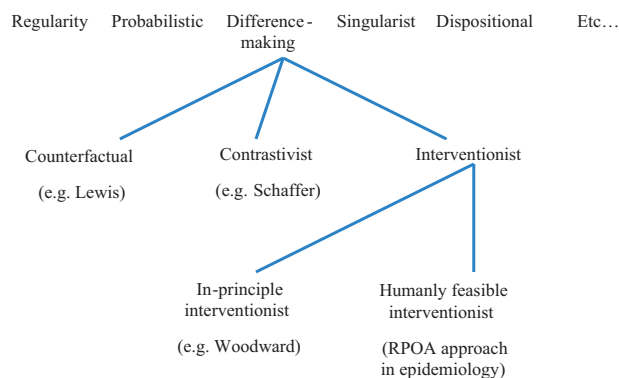 Regularity Probabilistic Difference-making Singularist Dispositional Etc…
Counterfactual Contrastivist Interventionist
(e.g. Lewis) (e.g. Schaffer)
In-principle interventionist
(e.g. Woodward)
Humanly feasible interventionist
(RPOA approach in epidemiology)